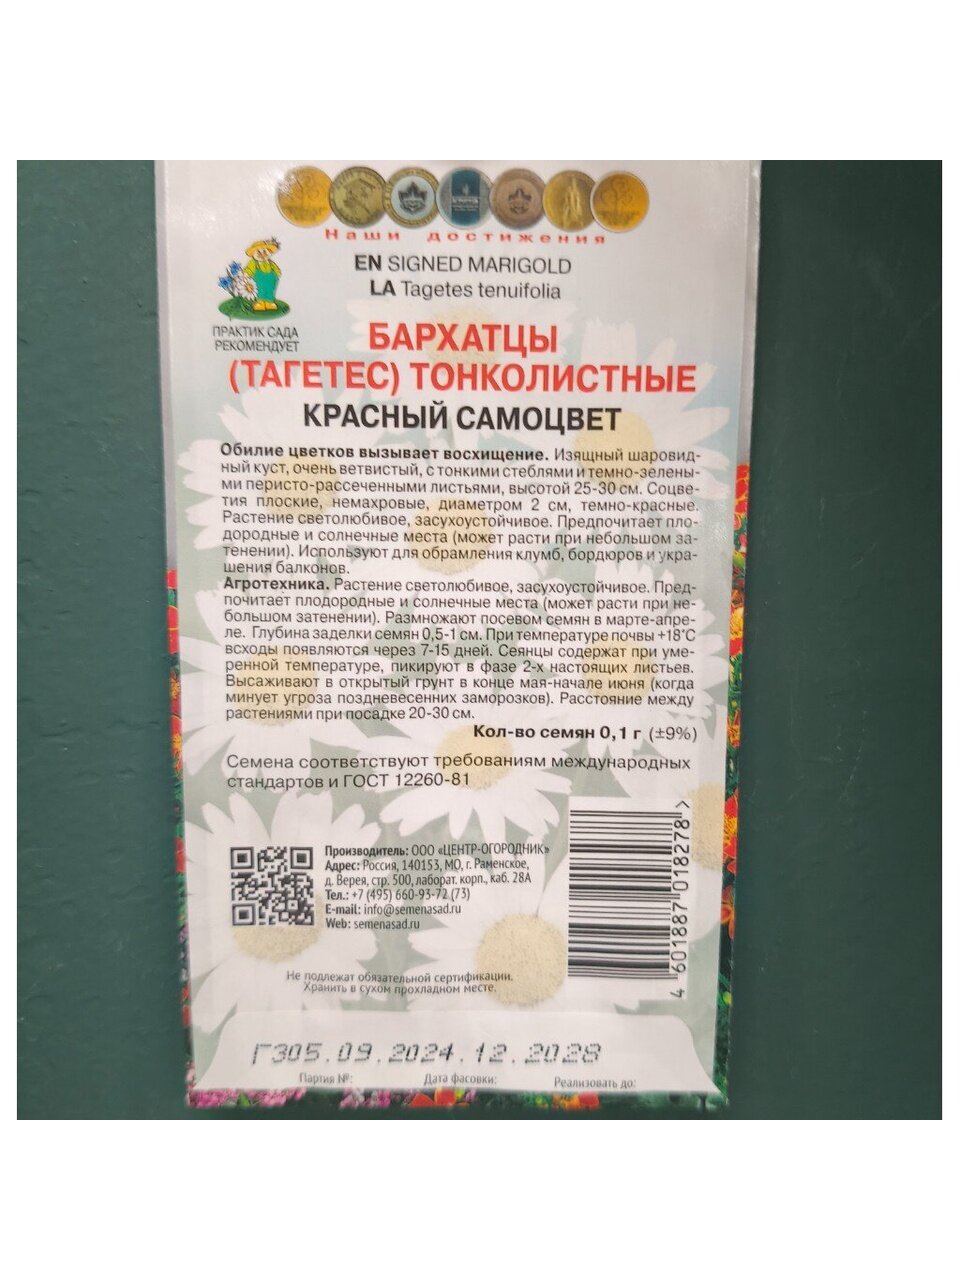 Наши достижения
EN SIGNED MARIGOLD
LA Tagetes tenuifolia
ПРАКТИК САДА
РЕКОМЕНДУЕТ
БАРХАТЦЫ
(ТАГЕТЕС) ТОНКОЛИСТНЫЕ
КРАСНЫЙ САМОЦВЕТ
Обилие цветков вызывает восхищение. Изящный шаровид-
ный куст, очень ветвистый, с тонкими стеблями и темно-зелены-
ми перисто-рассеченными листьями, высотой 25-30 см. Соцве-
тия плоские, немахровые, диаметром 2 см, темно-красные.
Растение светолюбивое, засухоустойчивое. Предпочитает пло-
дородные и солнечные места (может расти при небольшом за-
тенении). Используют для обрамления клумб, бордюров и укра-
шения балконов.
Агротехника. Растение светолюбивое, засухоустойчивое. Пред-
почитает плодородные и солнечные места (может расти при не-
большом затенении). Размножают посевом семян в марте-апре-
ле. Глубина заделки семян 0,5-1 см. При температуре почвы +18°С
всходы появляются через 7-15 дней. Сеянцы содержат при уме-
ренной температуре, пикируют в фазе 2-х настоящих листьев.
Высаживают в открытый грунт в конце мая-начале июня (когда
минует угроза поздневесенних заморозков). Расстояние между
растениями при посадке 20-30 см.
Кол-во семян 0,1 г (±9%)
Семена соответствуют требованиям международных
стандартов и ГОСТ 12260-81
Производитель: ООО «ЦЕНТР-ОГОРОДНИК»
Адрес: Россия, 140153, МО, г. Раменское,
д. Верея, стр. 500, лаборат. корп., каб. 28А
Тел.: +7 (495) 660-93-72 (73)
E-mail: info@semenasad.ru
Web: semenasad.ru
4 601887 018278 >
Не подлежат обязательной сертификации.
Хранить в сухом прохладном месте.
Г305.09.2024.12.2028
Партия №: Дата фасовки: Реализовать до: